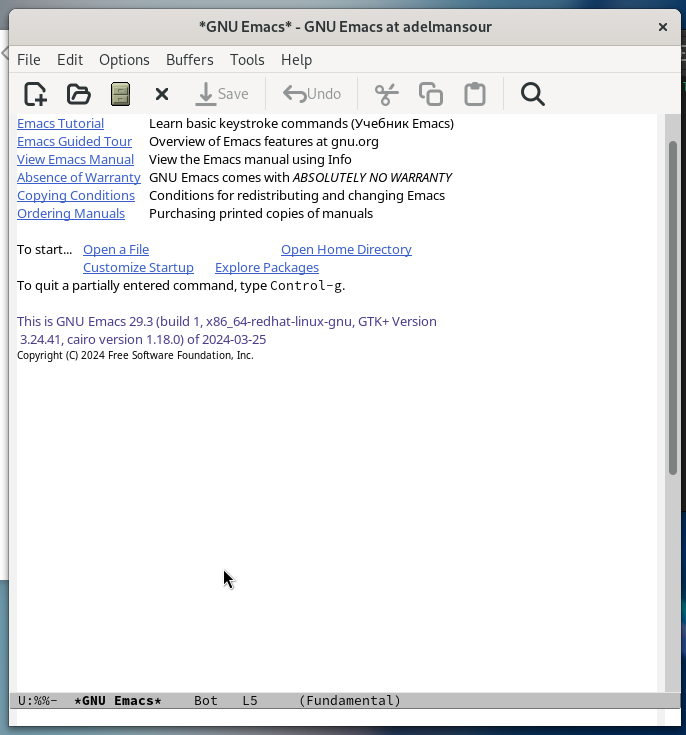 *GNU Emacs* - GNU Emacs at adelmansour
File Edit Options Buffers Tools Help
Save Undo
Emacs Tutorial Learn basic keystroke commands (Учебник Emacs)
Emacs Guided Tour Overview of Emacs features at gnu.org
View Emacs Manual View the Emacs manual using Info
Absence of Warranty GNU Emacs comes with ABSOLUTELY NO WARRANTY
Copying Conditions Conditions for redistributing and changing Emacs
Ordering Manuals Purchasing printed copies of manuals
To start... Open a File Open Home Directory
Customize Startup Explore Packages
To quit a partially entered command, type Control-g.
This is GNU Emacs 29.3 (build 1, x86_64-redhat-linux-gnu, GTK+ Version
3.24.41, cairo version 1.18.0) of 2024-03-25
Copyright (C) 2024 Free Software Foundation, Inc.
U:%%- *GNU Emacs* Bot L5 (Fundamental)